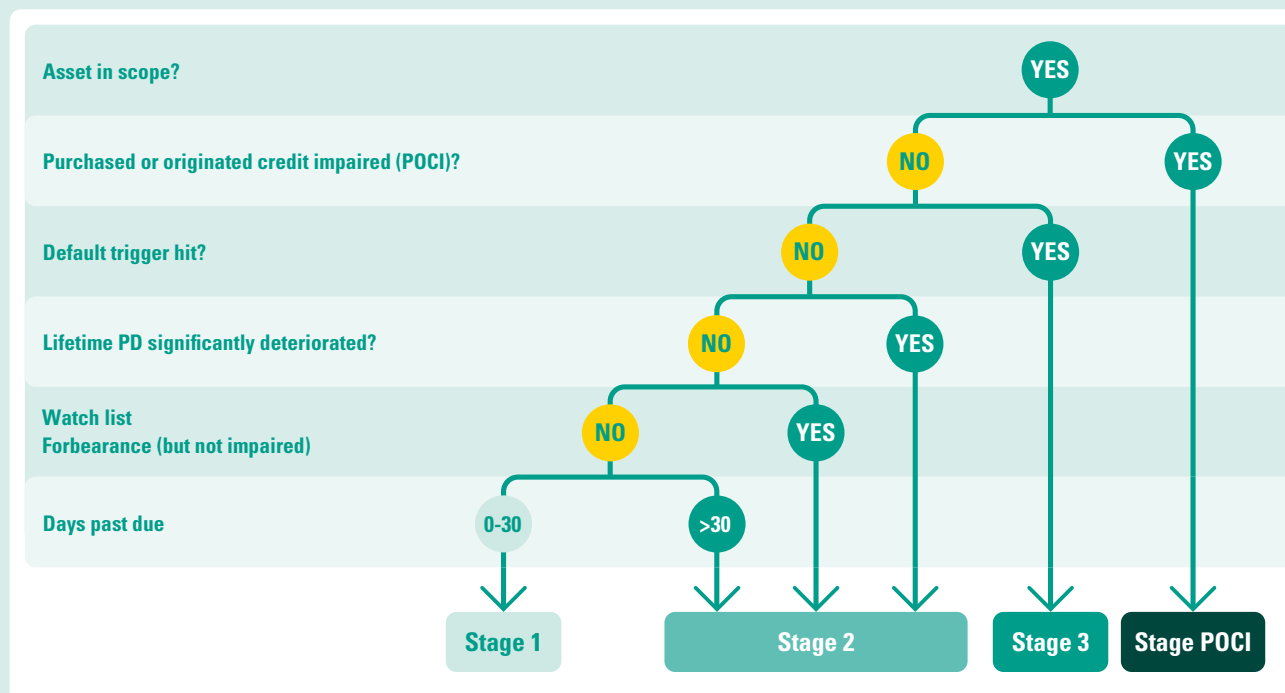 Asset in scope?
YES
Purchased or originated credit impaired (POCI)?
NO
YES
Default trigger hit?
NO
YES
Lifetime PD significantly deteriorated?
NO
YES
Watch list
Forbearance (but not impaired)
NO
YES
Days past due
0-30
>30
Stage 1
Stage 2
Stage 3
Stage POCI